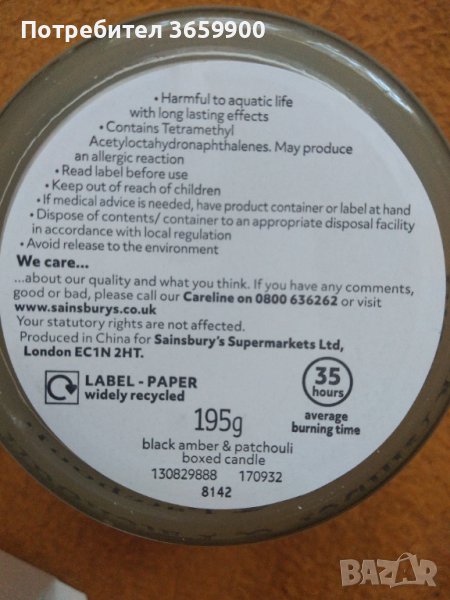 Потребител 3659900
• Harmful to aquatic life
with long lasting effects
• Contains Tetramethyl
Acetyloctahydronaphthalenes. May produce
an allergic reaction
• Read label before use
• Keep out of reach of children
• If medical advice is needed, have product container or label at hand
• Dispose of contents/ container to an appropriate disposal facility
in accordance with local regulation
• Avoid release to the environment
We care...
...about our quality and what you think. If you have any comments,
good or bad, please call our Careline on 0800 636262 or visit
www.sainsburys.co.uk
Your statutory rights are not affected.
Produced in China for Sainsbury's Supermarkets Ltd,
London EC1N 2HT.
LABEL - PAPER
widely recycled
35
hours
average
burning time
195g
black amber & patchouli
boxed candle
130829888 170932
8142
BAZAR